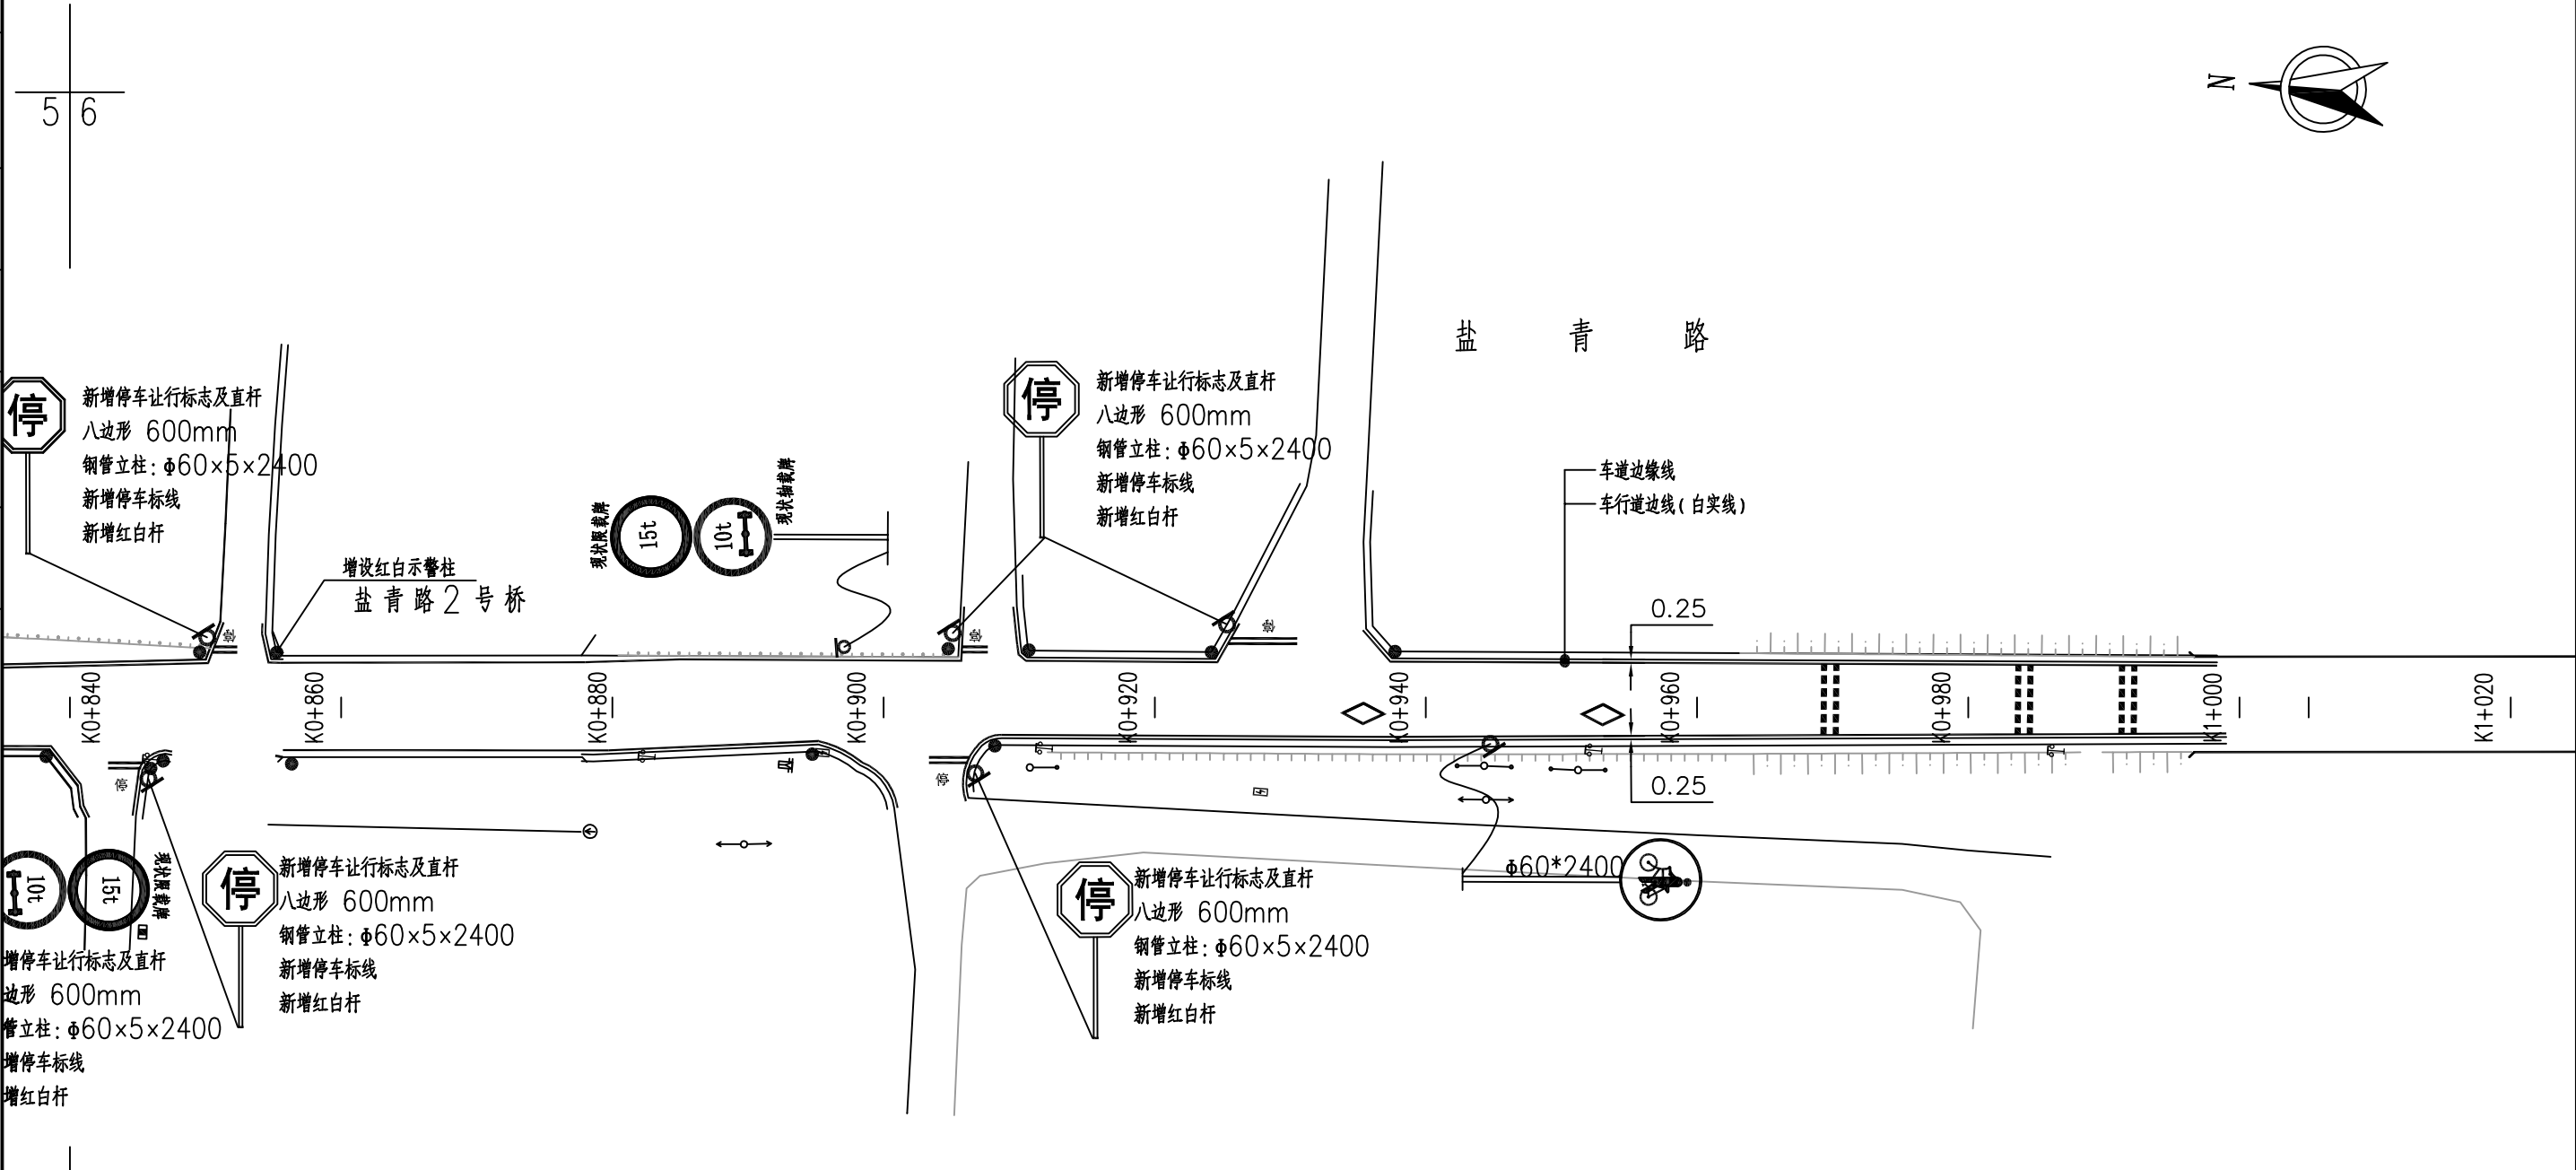 5 6
N
盐 青 路
停
新增停车让行标志及直杆
八边形 600mm
钢管立柱:Φ60×5×2400
新增停车标线
新增红白杆
增设红白示警柱
盐青路2号桥
现状限载牌
15t
10t
现状轴载牌
停
新增停车让行标志及直杆
八边形 600mm
钢管立柱:Φ60×5×2400
新增停车标线
新增红白杆
车道边缘线
车行道边线(白实线)
0.25
停
停
停
K0+840
K0+860
K0+880
K0+900
K0+920
K0+940
K0+960
K0+980
K1+000
K1+020
停
停
0.25
10t
15t
现状限载牌
增停车让行标志及直杆
边形 600mm
管立柱:Φ60×5×2400
增停车标线
增红白杆
停
新增停车让行标志及直杆
八边形 600mm
钢管立柱:Φ60×5×2400
新增停车标线
新增红白杆
停
新增停车让行标志及直杆
八边形 600mm
钢管立柱:Φ60×5×2400
新增停车标线
新增红白杆
Φ60*2400